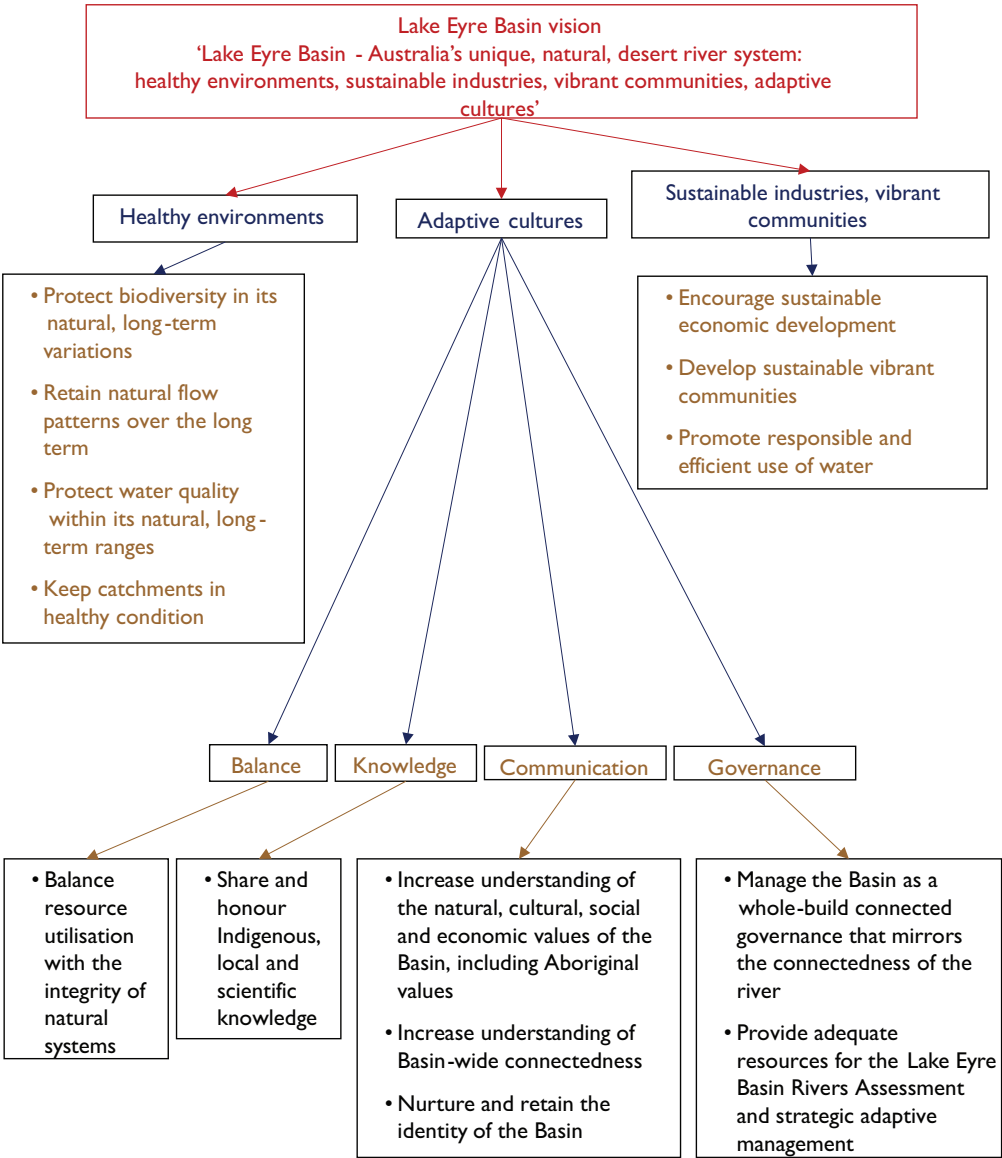 Lake Eyre Basin vision
‘Lake Eyre Basin - Australia’s unique, natural, desert river system:
healthy environments, sustainable industries, vibrant communities, adaptive
cultures’
Healthy environments
Adaptive cultures
Sustainable industries, vibrant
communities
• Protect biodiversity in its
natural, long-term
variations
• Retain natural flow
patterns over the long
term
• Protect water quality
within its natural, long-
term ranges
• Keep catchments in
healthy condition
• Encourage sustainable
economic development
• Develop sustainable vibrant
communities
• Promote responsible and
efficient use of water
Balance
Knowledge
Communication
Governance
• Balance
resource
utilisation
with the
integrity of
natural
systems
• Share and
honour
Indigenous,
local and
scientific
knowledge
• Increase understanding of
the natural, cultural, social
and economic values of the
Basin, including Aboriginal
values
• Increase understanding of
Basin-wide connectedness
• Nurture and retain the
identity of the Basin
• Manage the Basin as a
whole-build connected
governance that mirrors
the connectedness of the
river
• Provide adequate
resources for the Lake Eyre
Basin Rivers Assessment
and strategic adaptive
management